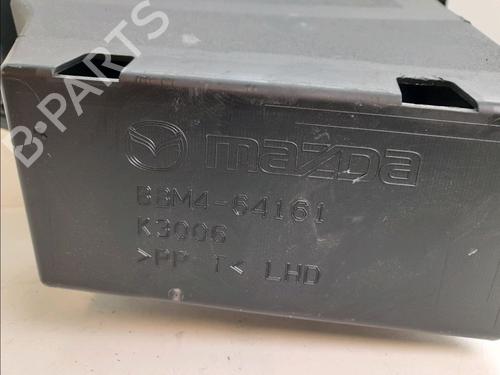 B-PARTS
mazda
BBM4-64161
K3006
>PP T< LHD